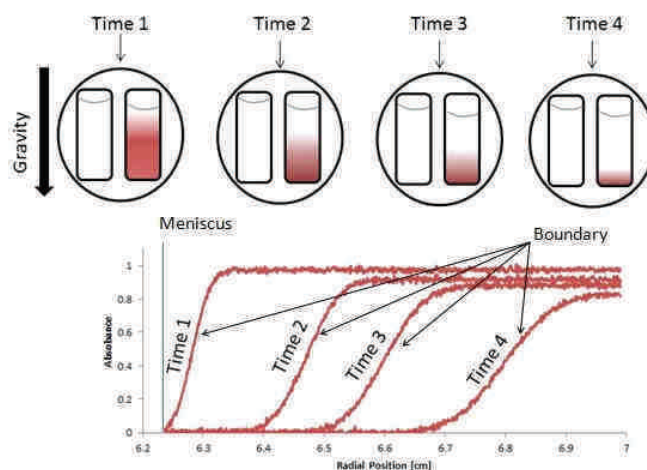 Time 1
Time 2
Time 3
Time 4
Gravity
Meniscus
Boundary
1
0.8
0.6
0.4
0.2
0
Absobance
Time 1
Time 2
Time 3
Time 4
6.2 6.3 6.4 6.5 6.6 6.7 6.8 6.9 7
Radial Position [cm]